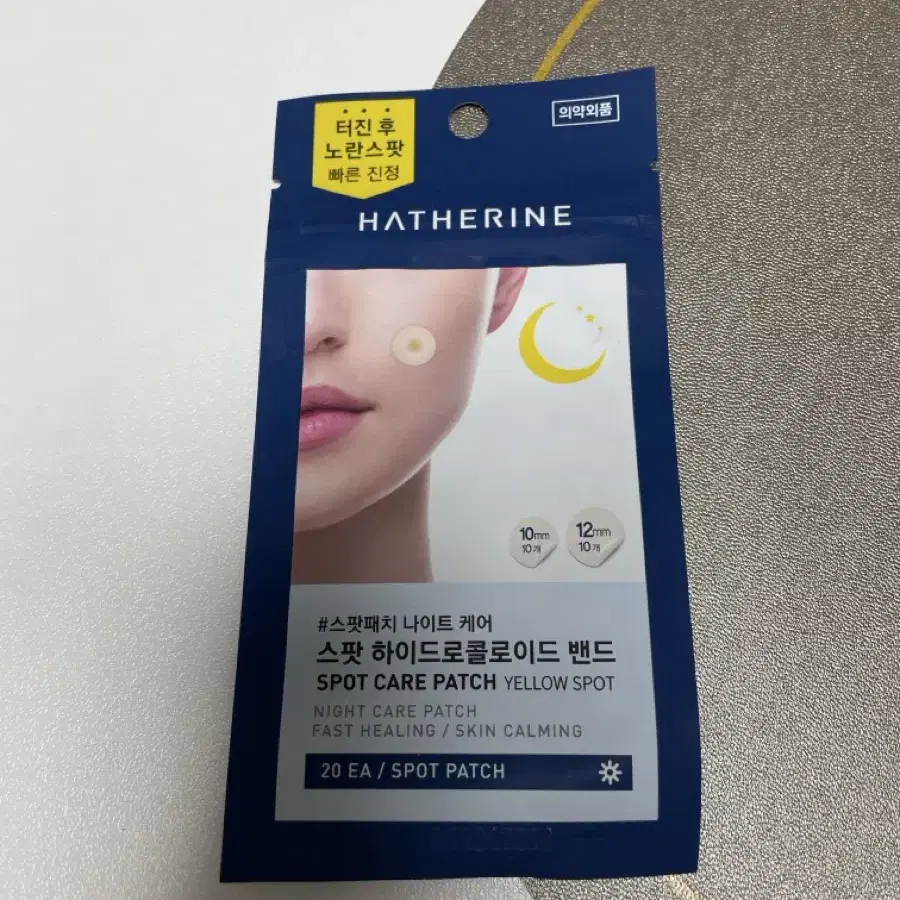 터진 후
노란스팟
빠른 진정
의약외품
HATHERINE
10mm
10개
12mm
10개
#스팟패치 나이트 케어
스팟 하이드로콜로이드 밴드
SPOT CARE PATCH YELLOW SPOT
NIGHT CARE PATCH
FAST HEALING / SKIN CALMING
20 EA / SPOT PATCH